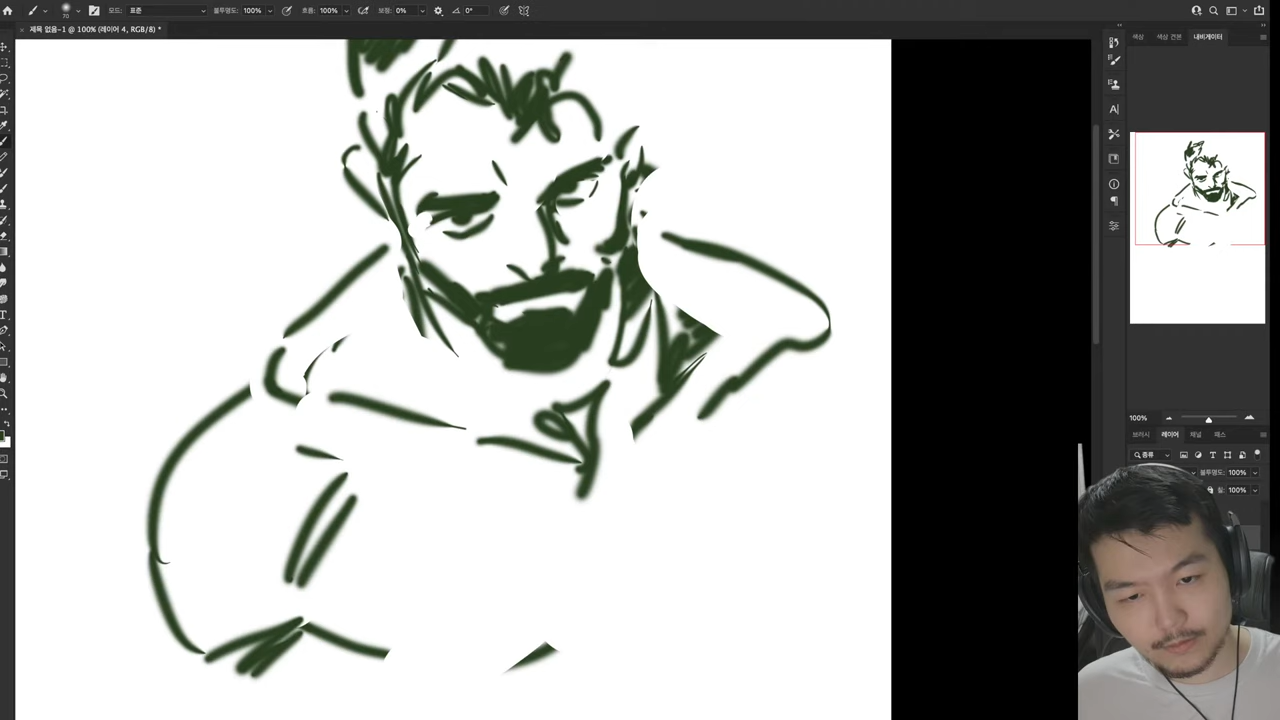 70 모드: 표준 불투명도: 100% 흐름: 100% 보정: 0% 0°
× 제목 없음-1 @ 100% (레이어 4, RGB/8) *
색상 색상 견본 내비게이터
100%
브러시 레이어 채널 패스
종류
불투명도: 100%
칠: 100%